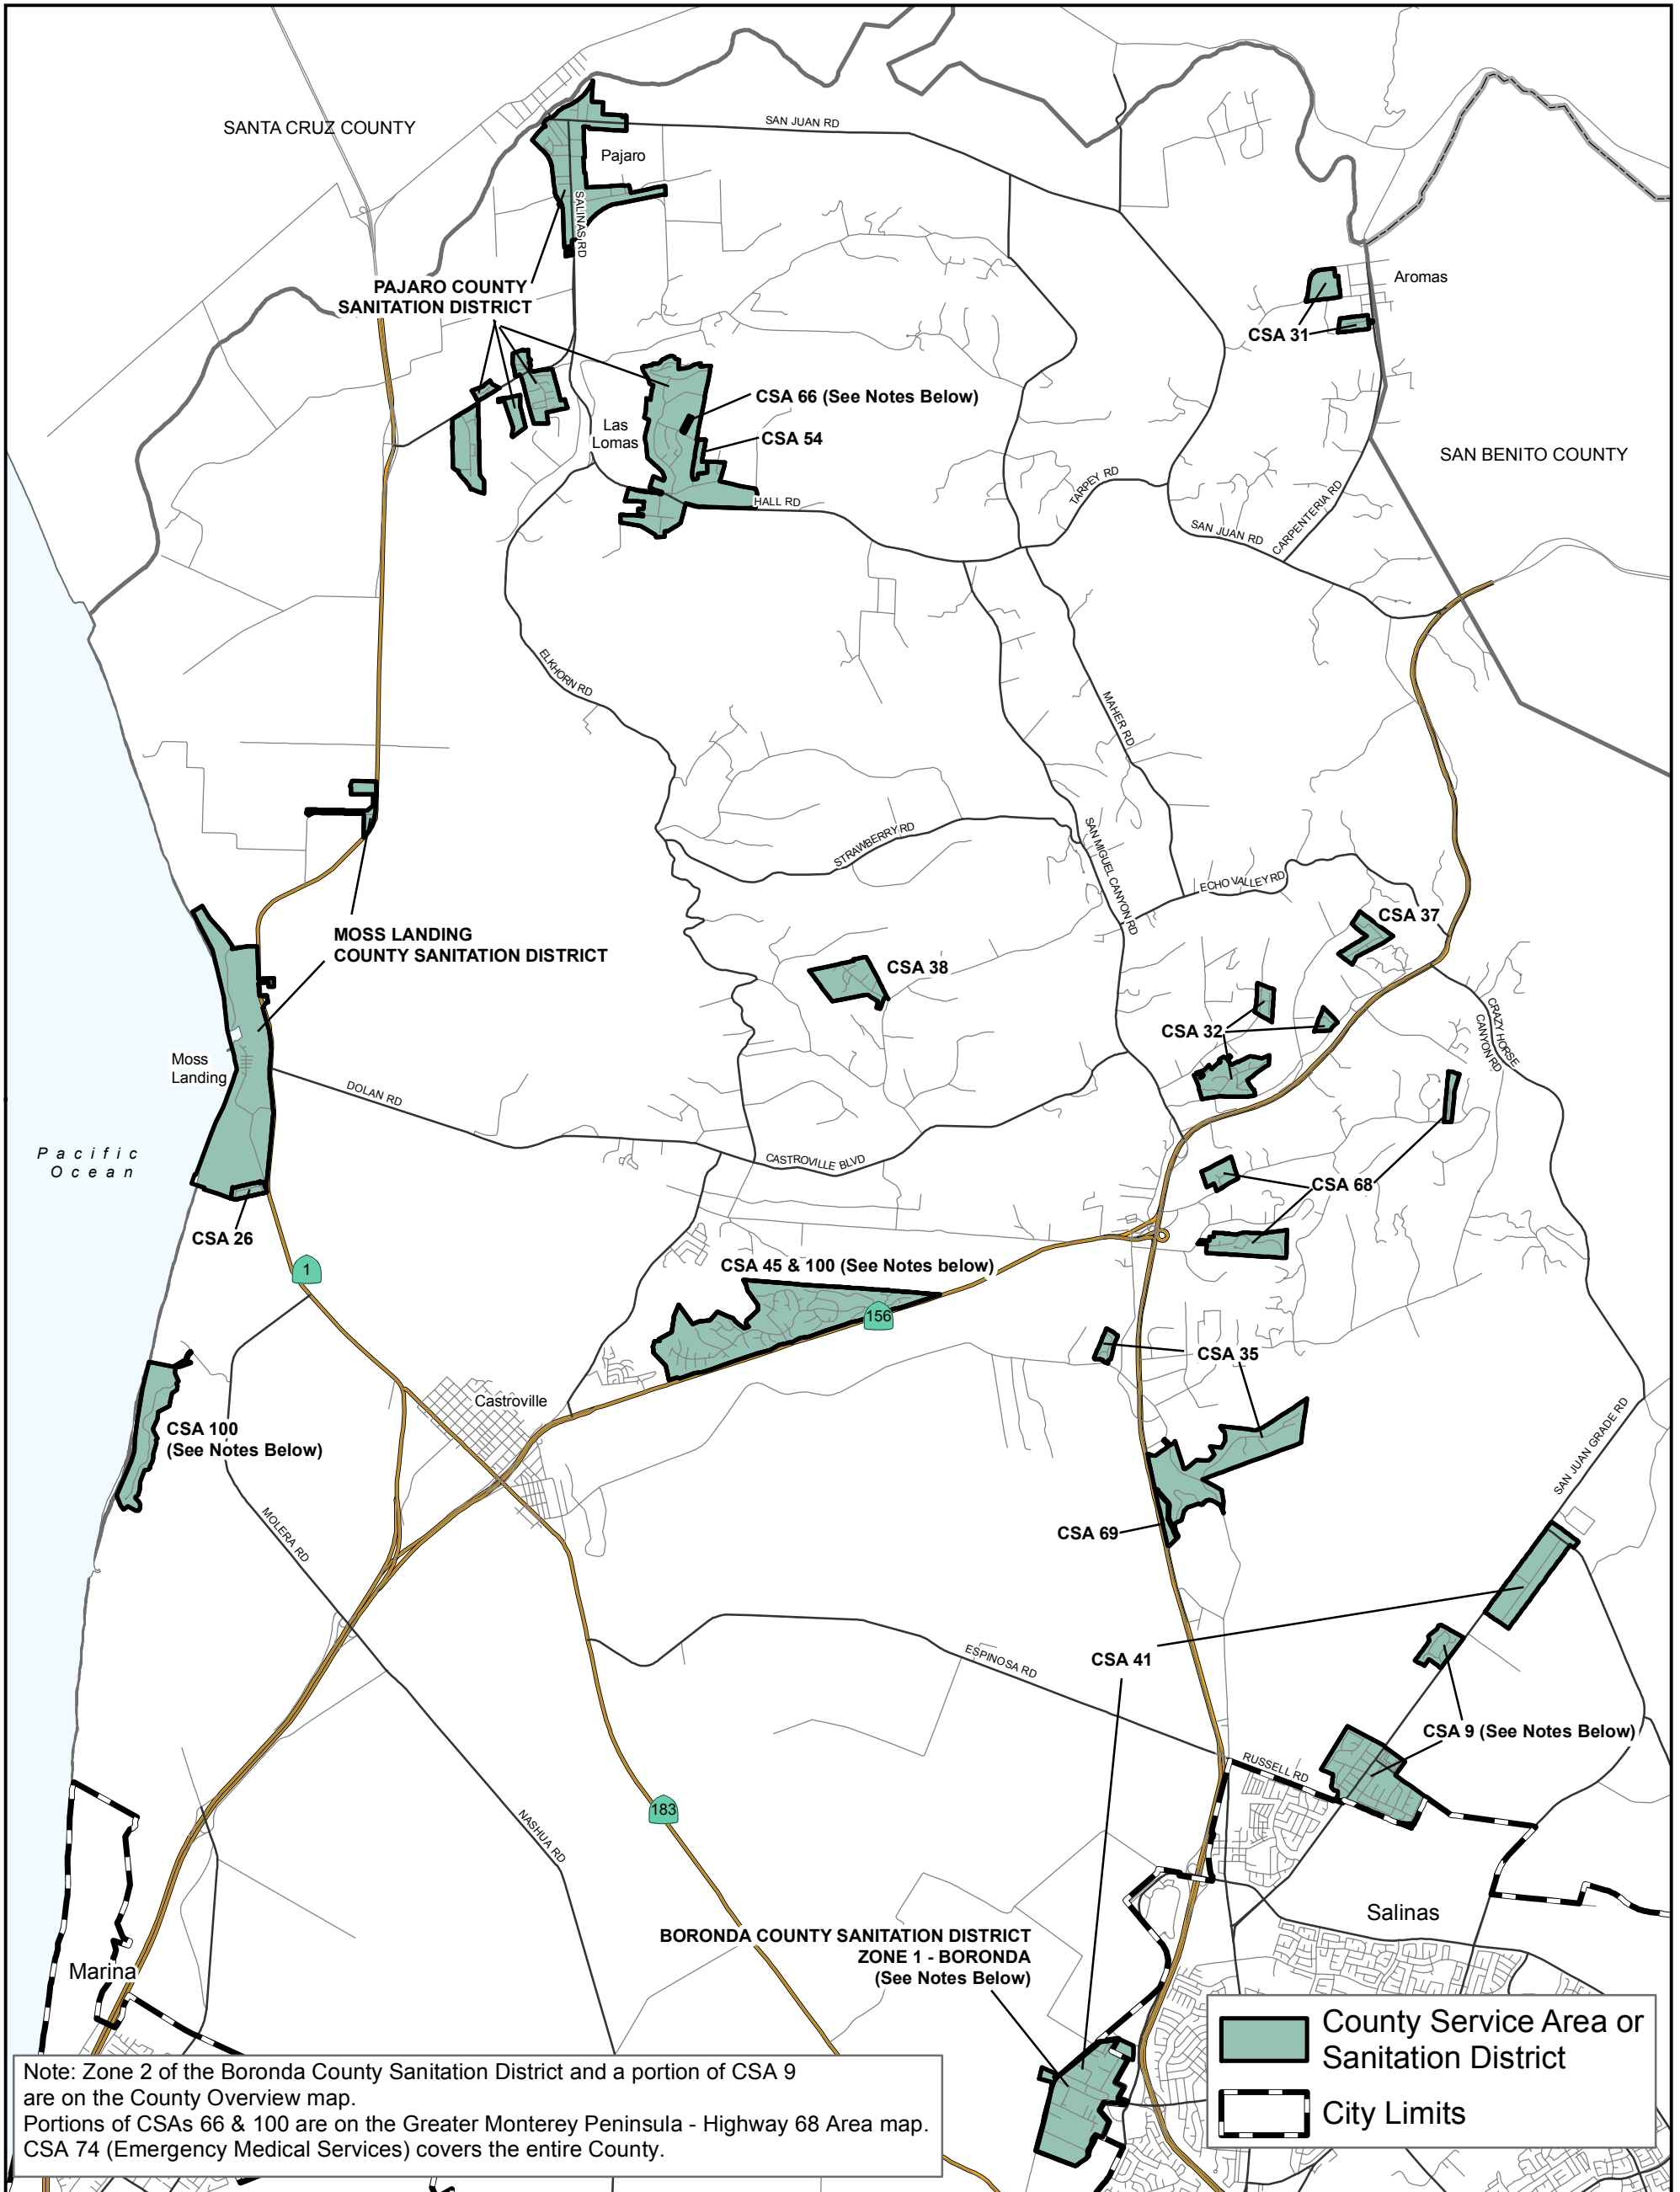 SANTA CRUZ COUNTY
SAN JUAN RD
Pajaro
SALINAS RD
PAJARO COUNTY
SANITATION DISTRICT
Aromas
CSA 31
CSA 66 (See Notes Below)
Las
Lomas
CSA 54
SAN BENITO COUNTY
HALL RD
TARPEY RD
SAN JUAN RD
CARPENTERIA RD
ELKHORN RD
MAHER RD
STRAWBERRY RD
SAN MIGUEL CANYON RD
ECHO VALLEY RD
CSA 37
MOSS LANDING
COUNTY SANITATION DISTRICT
CSA 38
CSA 32
CRAZY HORSE
CANYON RD
Moss
Landing
DOLAN RD
Pacific
Ocean
CASTROVILLE BLVD
CSA 68
CSA 26
1
CSA 45 & 100 (See Notes below)
156
CSA 35
Castroville
CSA 100
(See Notes Below)
SAN JUAN GRADE RD
MOLERA RD
CSA 69
ESPINOSA RD
CSA 41
CSA 9 (See Notes Below)
RUSSELL RD
183
NASHUA RD
Salinas
BORONDA COUNTY SANITATION DISTRICT
ZONE 1 - BORONDA
(See Notes Below)
Marina
County Service Area or
Sanitation District
City Limits
Note: Zone 2 of the Boronda County Sanitation District and a portion of CSA 9
are on the County Overview map.
Portions of CSAs 66 & 100 are on the Greater Monterey Peninsula - Highway 68 Area map.
CSA 74 (Emergency Medical Services) covers the entire County.